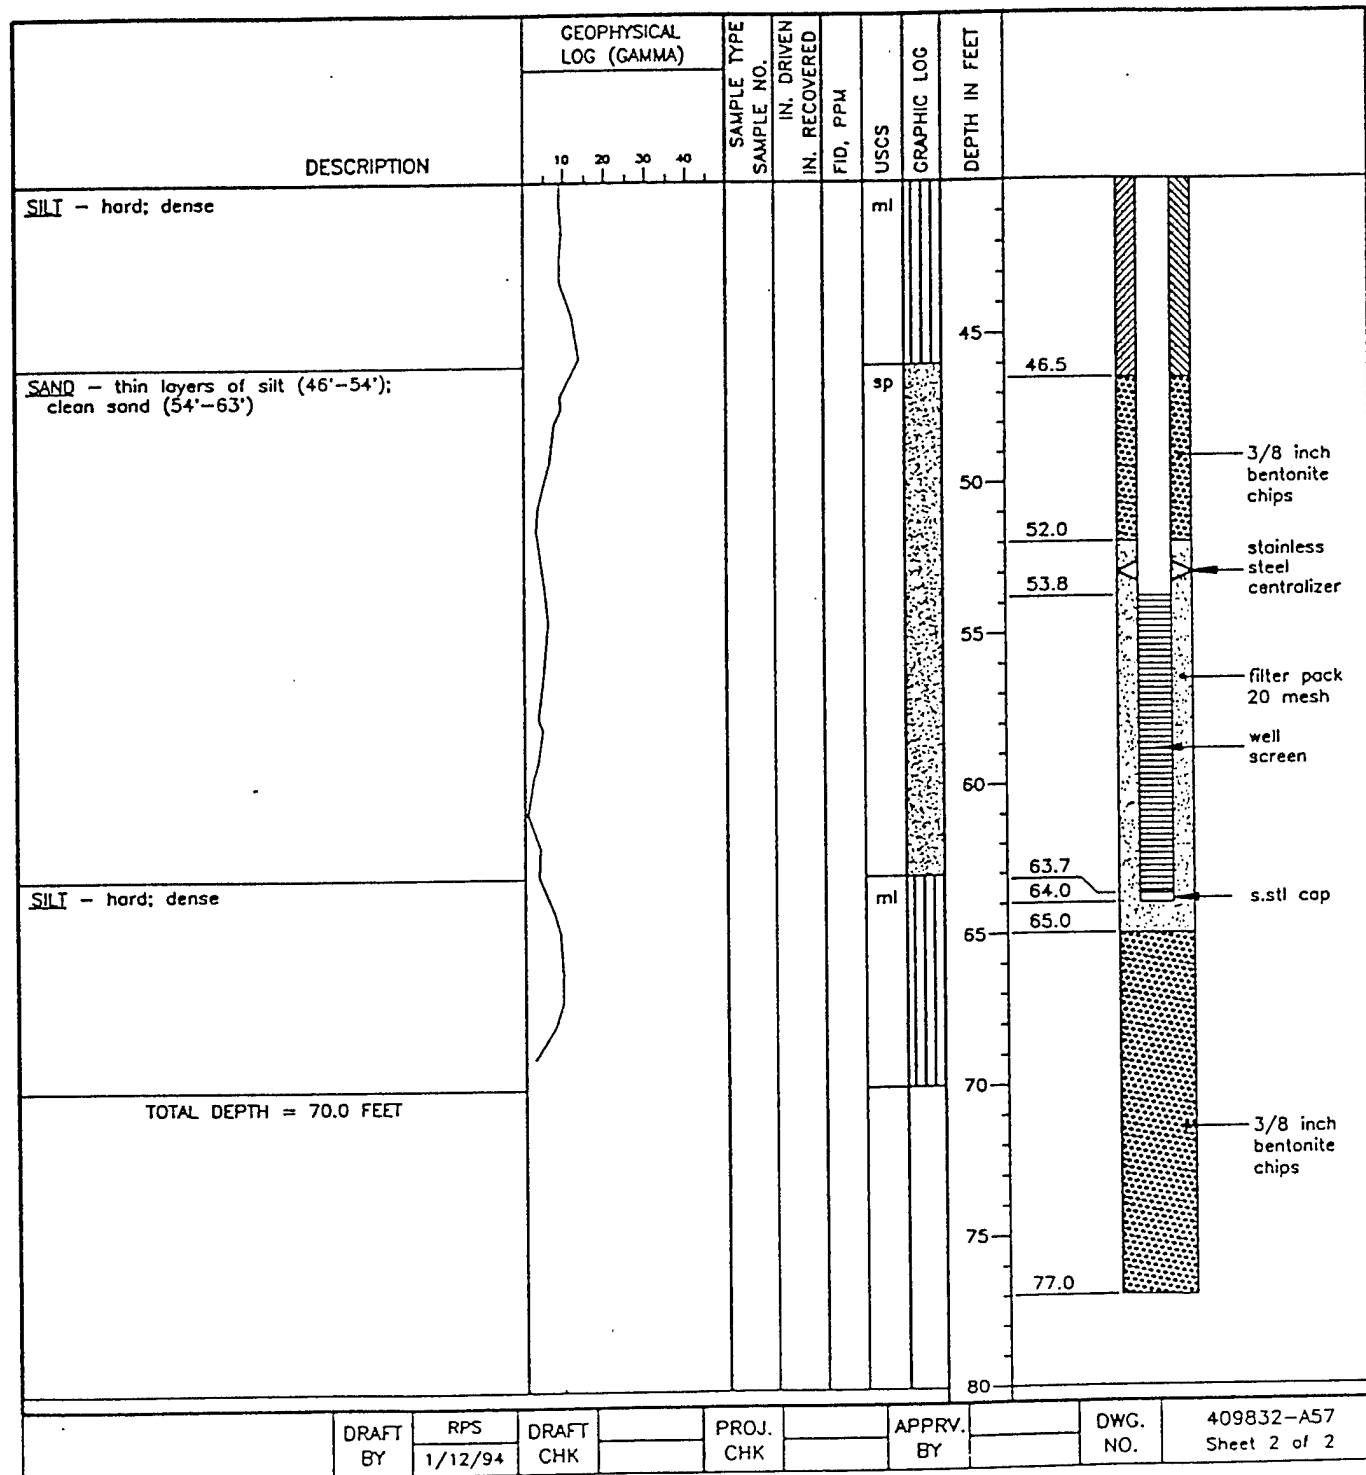 GEOPHYSICAL
LOG (GAMMA)
DESCRIPTION
10 20 30 40
SAMPLE TYPE
SAMPLE NO.
IN. DRIVEN
IN. RECOVERED
FID, PPM
USCS
GRAPHIC LOG
DEPTH IN FEET
SILT - hard; dense
ml
45
46.5
SAND - thin layers of silt (46'-54');
clean sand (54'-63')
sp
3/8 inch
bentonite
chips
50
52.0
stainless
steel
centralizer
53.8
55
filter pack
20 mesh
well
screen
60
63.7
SILT - hard; dense
ml
64.0
s.stl cap
65.0
65
70
TOTAL DEPTH = 70.0 FEET
3/8 inch
bentonite
chips
75
77.0
80
DRAFT
BY
RPS
1/12/94
DRAFT
CHK
PROJ.
CHK
APPRV.
BY
DWG.
NO.
409832-A57
Sheet 2 of 2